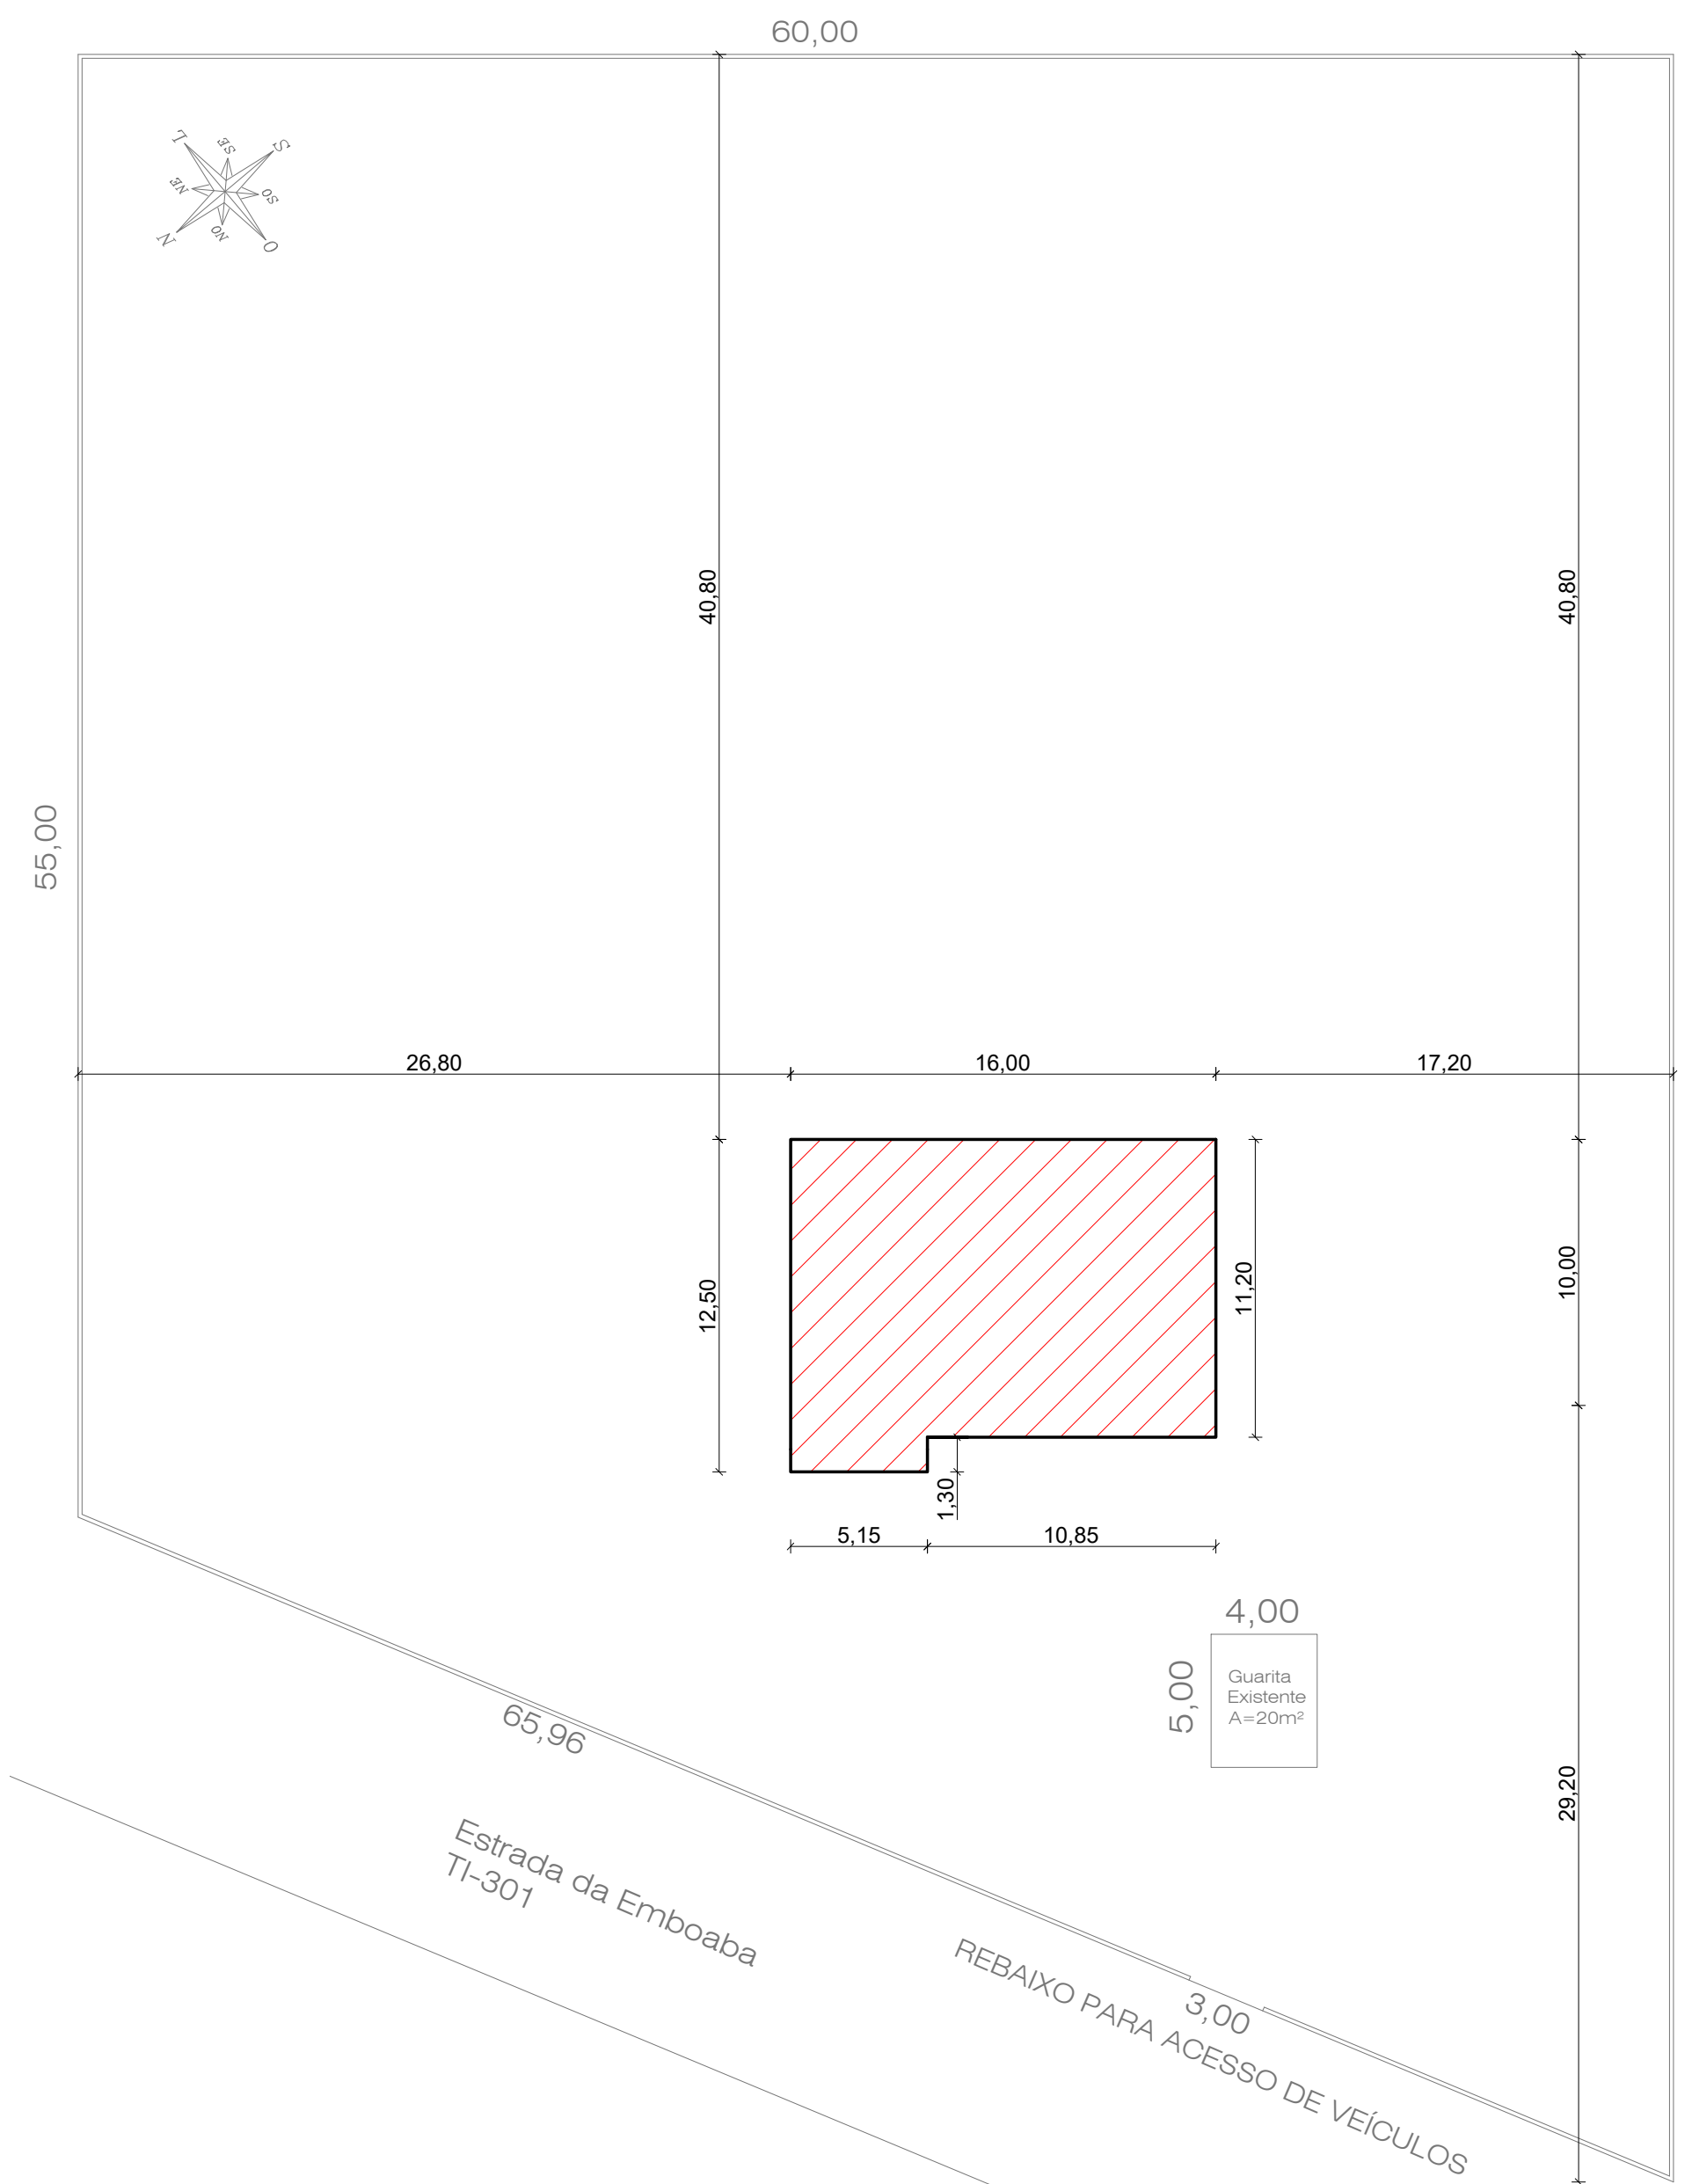 60,00
L
SE
S
NE
SO
N
NO
O
40,80
40,80
55,00
26,80
16,00
17,20
12,50
11,20
10,00
1,30
5,15
10,85
4,00
5,00
Guarita
Existente
A=20m²
65,96
29,20
Estrada da Emboaba
TI-301
REBAIXO PARA ACESSO DE VEÍCULOS
3,00